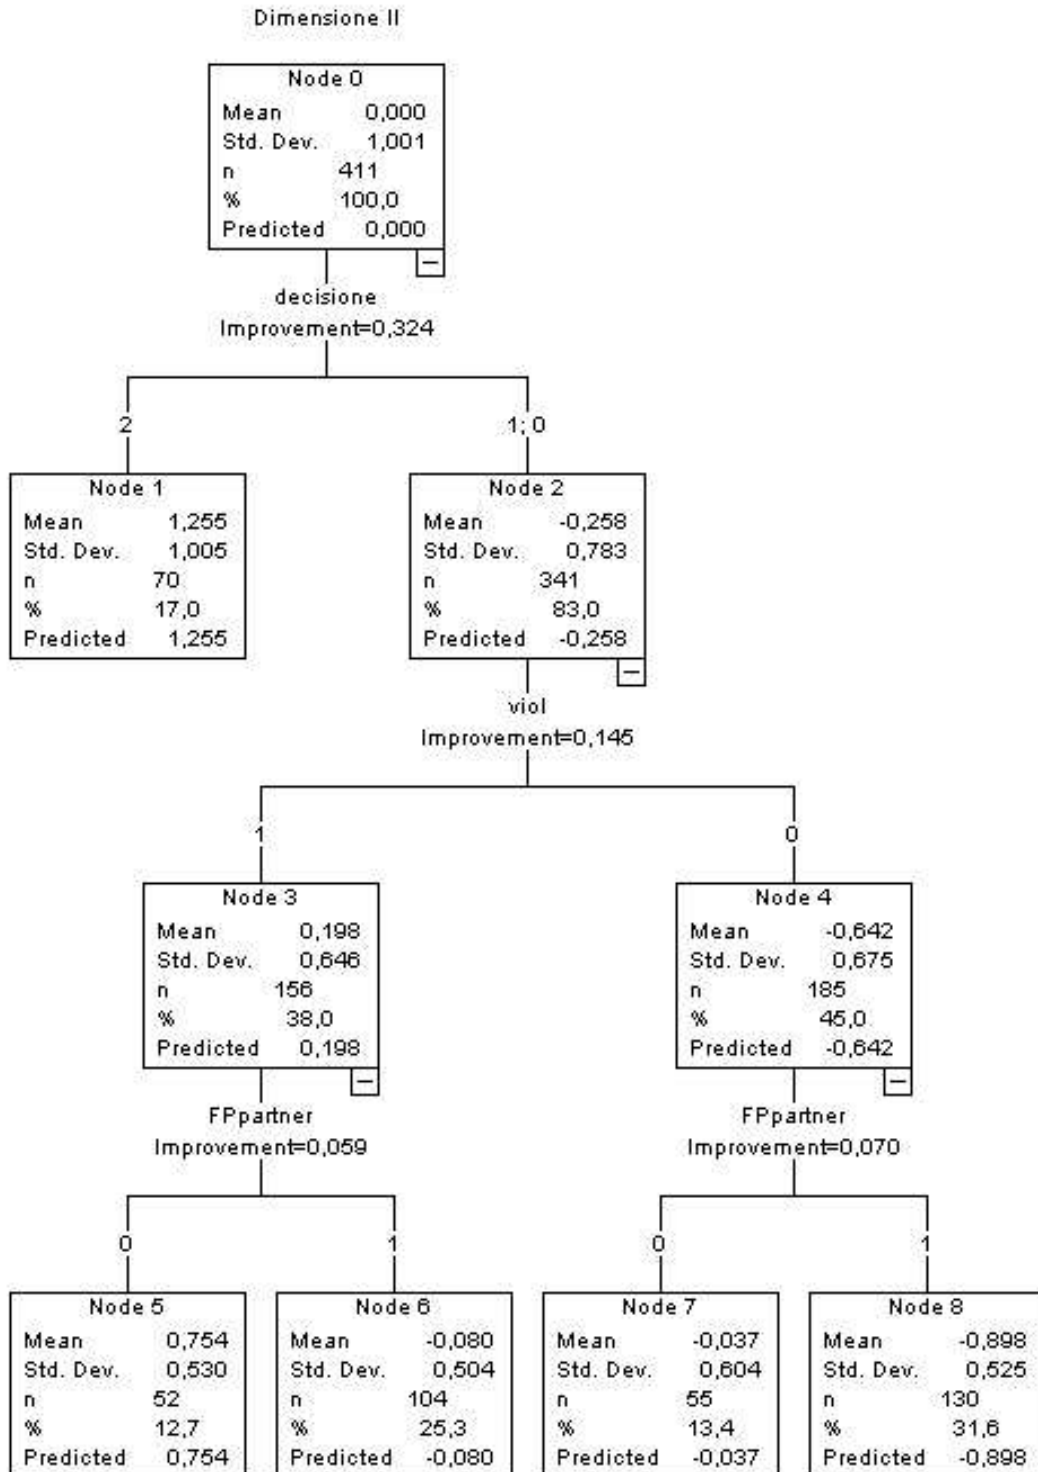 Dimensione II
Node 0
Mean 0,000
Std. Dev. 1,001
n 411
% 100,0
Predicted 0,000
decisione
Improvement=0,324
2
1; 0
Node 1
Mean 1,255
Std. Dev. 1,005
n 70
% 17,0
Predicted 1,255
Node 2
Mean -0,258
Std. Dev. 0,783
n 341
% 83,0
Predicted -0,258
viol
Improvement=0,145
1
0
Node 3
Mean 0,198
Std. Dev. 0,646
n 156
% 38,0
Predicted 0,198
Node 4
Mean -0,642
Std. Dev. 0,675
n 185
% 45,0
Predicted -0,642
FPpartner
Improvement=0,059
FPpartner
Improvement=0,070
0
1
0
1
Node 5
Mean 0,754
Std. Dev. 0,530
n 52
% 12,7
Predicted 0,754
Node 6
Mean -0,080
Std. Dev. 0,504
n 104
% 25,3
Predicted -0,080
Node 7
Mean -0,037
Std. Dev. 0,604
n 55
% 13,4
Predicted -0,037
Node 8
Mean -0,898
Std. Dev. 0,525
n 130
% 31,6
Predicted -0,898